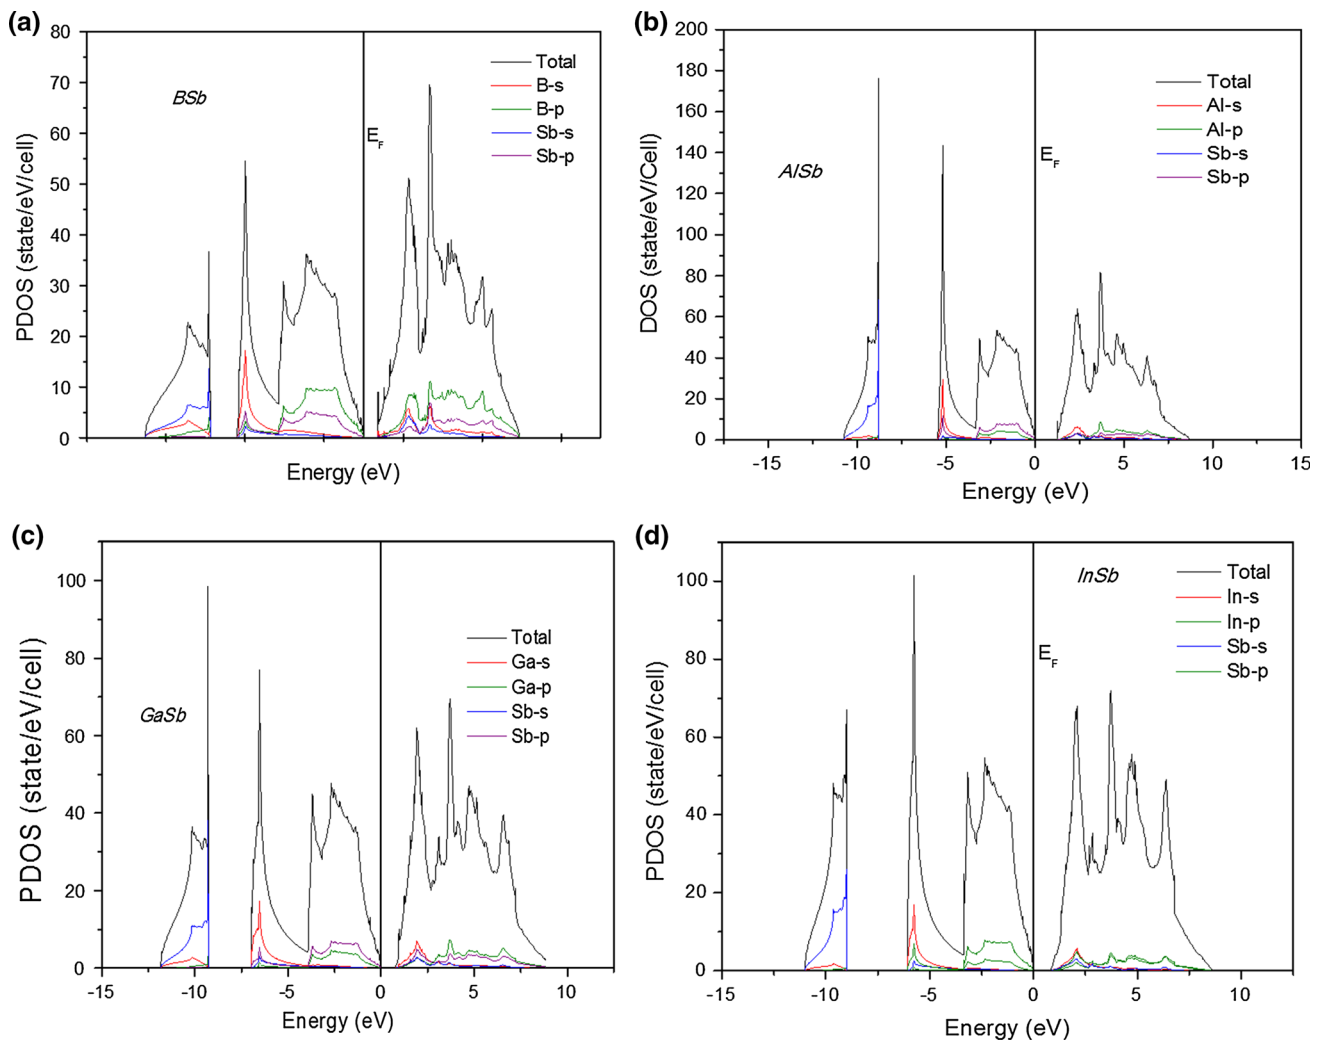 (a)
80
70
60
50
40
30
20
10
0
PDOS (state/eV/cell)
BSb
E_F
Total
B-s
B-p
Sb-s
Sb-p
Energy (eV)
(b)
200
180
160
140
120
100
80
60
40
20
0
DOS (state/eV/Cell)
AlSb
E_F
Total
Al-s
Al-p
Sb-s
Sb-p
-15 -10 -5 0 5 10 15
Energy (eV)
(c)
100
80
60
40
20
0
PDOS (state/eV/cell)
GaSb
Total
Ga-s
Ga-p
Sb-s
Sb-p
-15 -10 -5 0 5 10
Energy (eV)
(d)
100
80
60
40
20
0
PDOS (state/eV/cell)
InSb
E_F
Total
In-s
In-p
Sb-s
Sb-p
-15 -10 -5 0 5 10
Energy (eV)